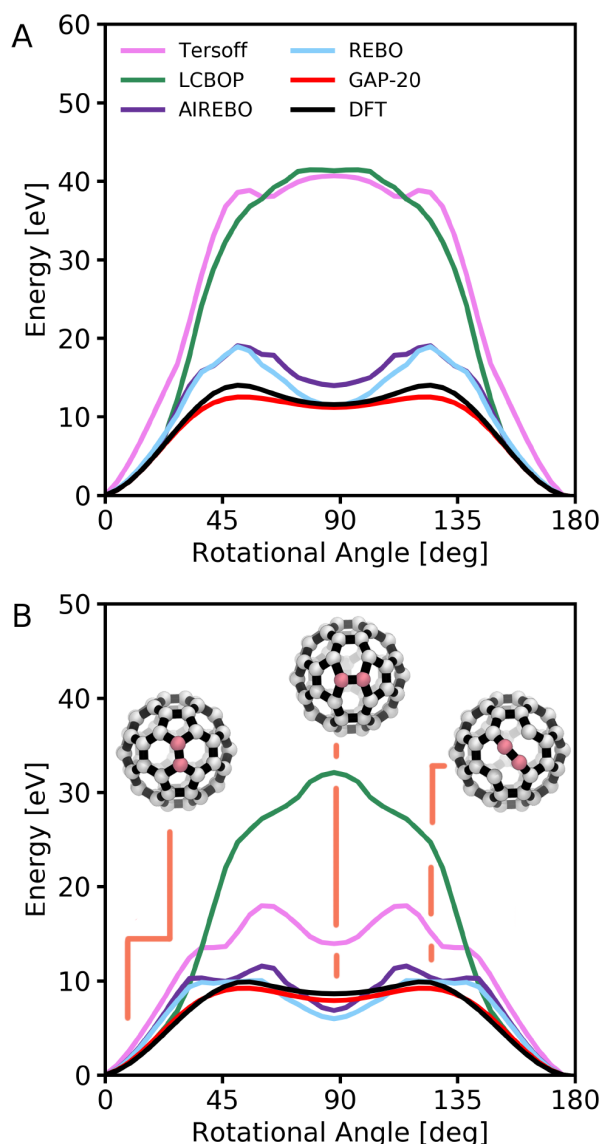 A
60
50
40
30
20
10
0
Energy [eV]
Tersoff
LCBOP
AIREBO
REBO
GAP-20
DFT
0 45 90 135 180
Rotational Angle [deg]
B
50
40
30
20
10
0
Energy [eV]
0 45 90 135 180
Rotational Angle [deg]